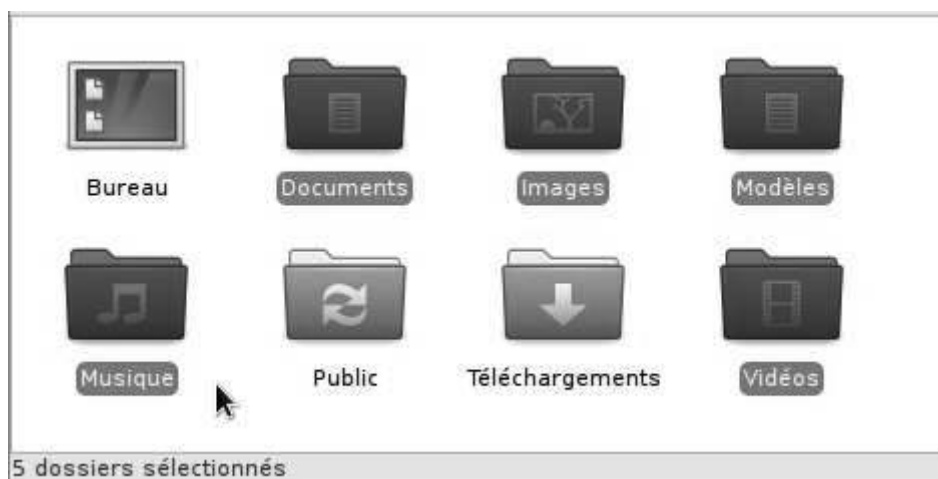 Bureau Documents Images Modèles
Musique Public Téléchargements Vidéos
5 dossiers sélectionnés